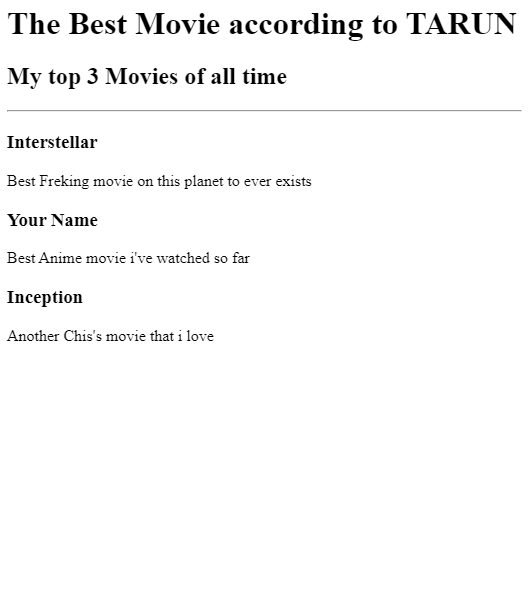 The Best Movie according to TARUN
My top 3 Movies of all time
Interstellar
Best Freking movie on this planet to ever exists
Your Name
Best Anime movie i've watched so far
Inception
Another Chis's movie that i love